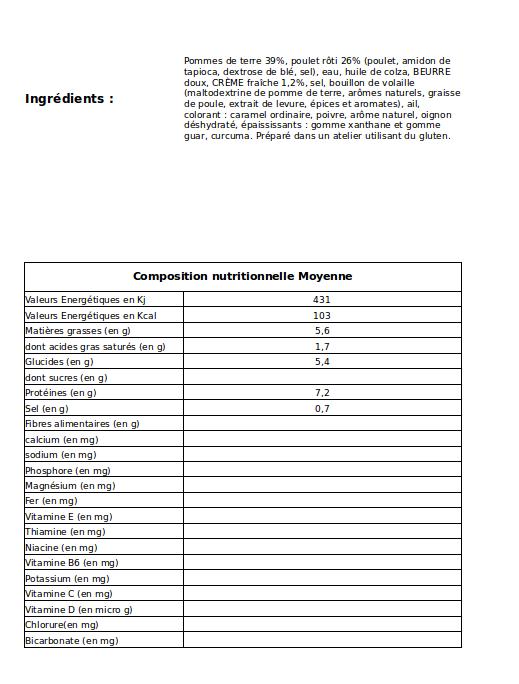 Pommes de terre 39%, poulet rôti 26% (poulet, amidon de
tapioca, dextrose de blé, sel), eau, huile de colza, BEURRE
doux, CRÈME fraîche 1,2%, sel, bouillon de volaille
Ingrédients : (maltodextrine de pomme de terre, arômes naturels, graisse
de poule, extrait de levure, épices et aromates), ail,
colorant : caramel ordinaire, poivre, arôme naturel, oignon
déshydraté, épaississants : gomme xanthane et gomme
guar, curcuma. Préparé dans un atelier utilisant du gluten.
Composition nutritionnelle Moyenne
Valeurs Energétiques en Kj 431
Valeurs Energétiques en Kcal 103
Matières grasses (en g) 5,6
dont acides gras saturés (en g) 1,7
Glucides (en g) 5,4
dont sucres (en g)
Protéines (en g) 7,2
Sel (en g) 0,7
Fibres alimentaires (en g)
calcium (en mg)
sodium (en mg)
Phosphore (en mg)
Magnésium (en mg)
Fer (en mg)
Vitamine E (en mg)
Thiamine (en mg)
Niacine (en mg)
Vitamine B6 (en mg)
Potassium (en mg)
Vitamine C (en mg)
Vitamine D (en micro g)
Chlorure(en mg)
Bicarbonate (en mg)